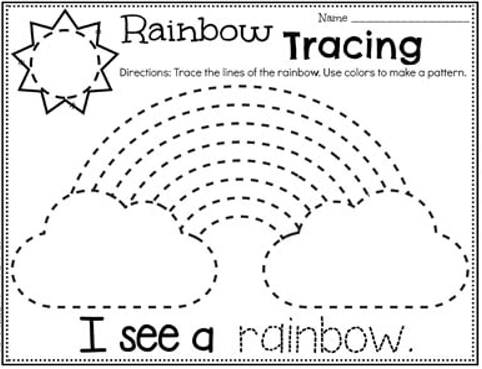 Name
Rainbow Tracing
Directions: Trace the lines of the rainbow. Use colors to make a pattern.
I see a rainbow.